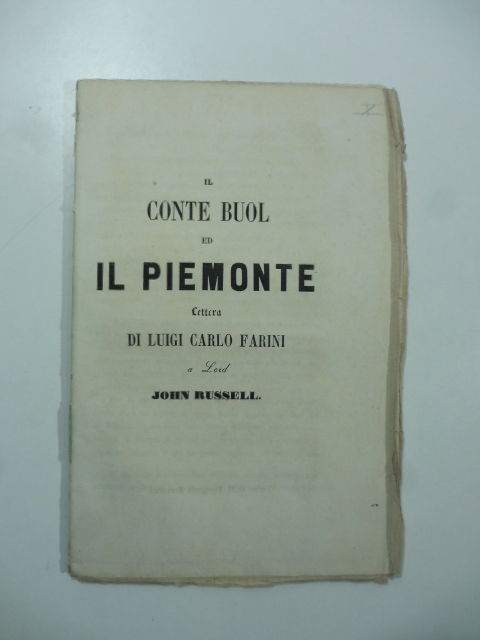 X
IL
CONTE BUOL
ED
IL PIEMONTE
Lettera
DI LUIGI CARLO FARINI
a Lord
JOHN RUSSELL.